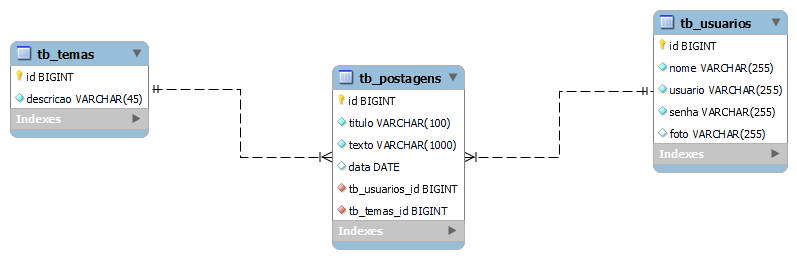 tb_temas
id BIGINT
descricao VARCHAR(45)
Indexes
tb_postagens
id BIGINT
titulo VARCHAR(100)
texto VARCHAR(1000)
data DATE
tb_usuarios_id BIGINT
tb_temas_id BIGINT
Indexes
tb_usuarios
id BIGINT
nome VARCHAR(255)
usuario VARCHAR(255)
senha VARCHAR(255)
foto VARCHAR(255)
Indexes